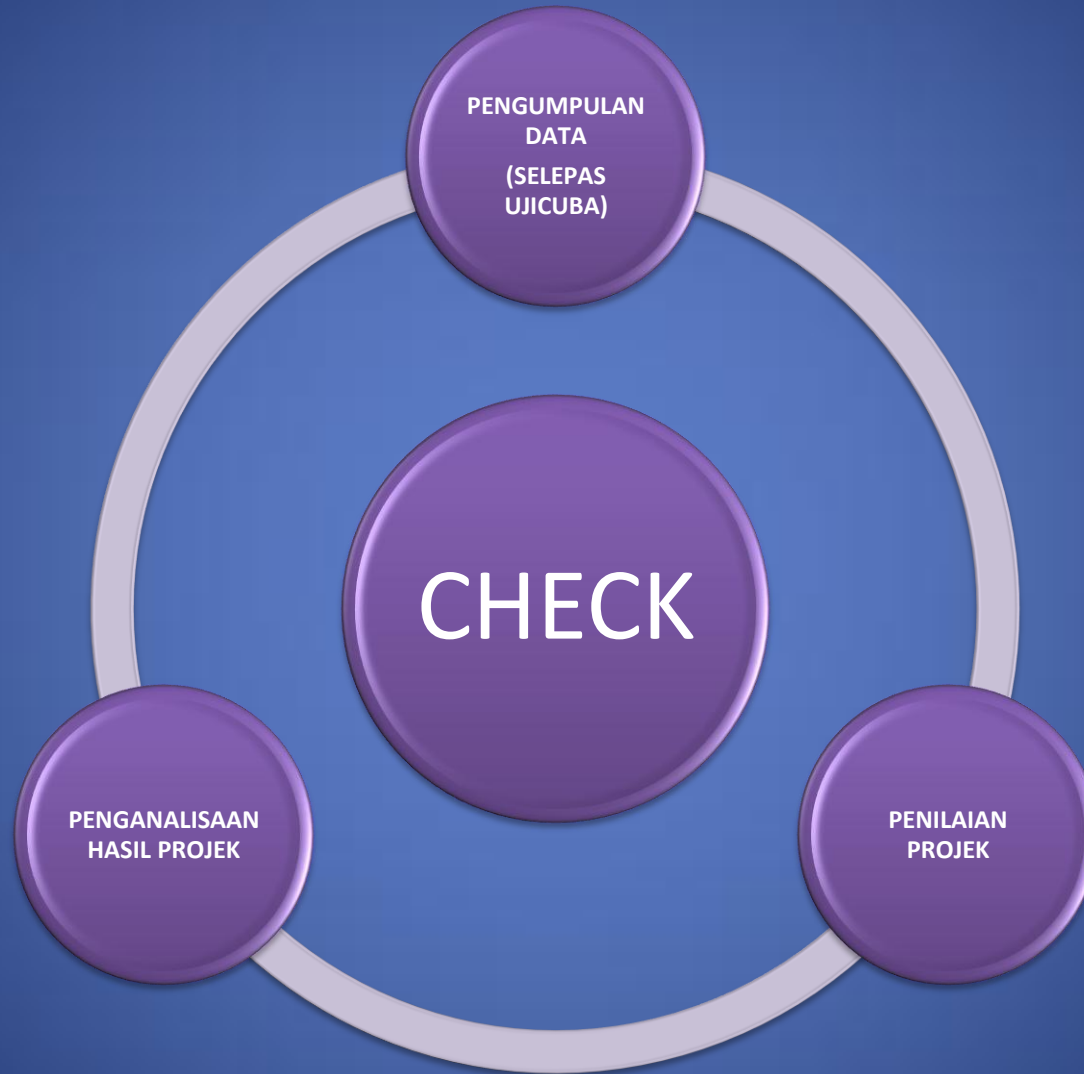 PENGUMPULAN
DATA
(SELEPAS
UJICUBA)
CHECK
PENGANALISAAN
HASIL PROJEK
PENILAIAN
PROJEK